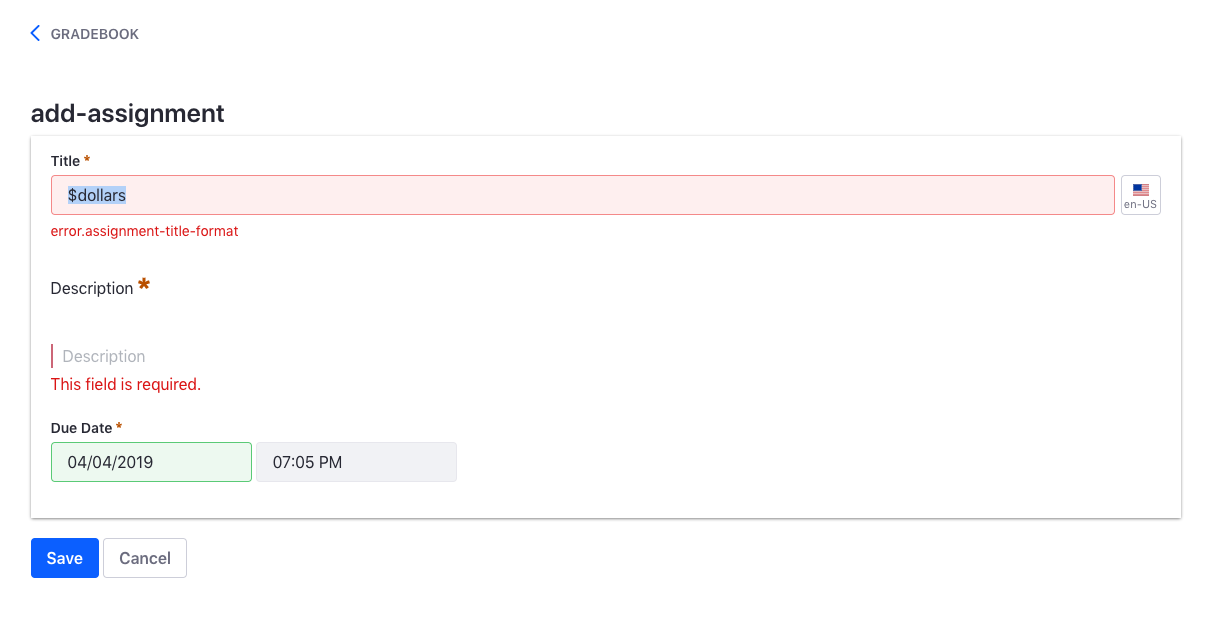 GRADEBOOK
add-assignment
Title *
$dollars
en-US
error.assignment-title-format
Description *
Description
This field is required.
Due Date *
04/04/2019 07:05 PM
Save Cancel